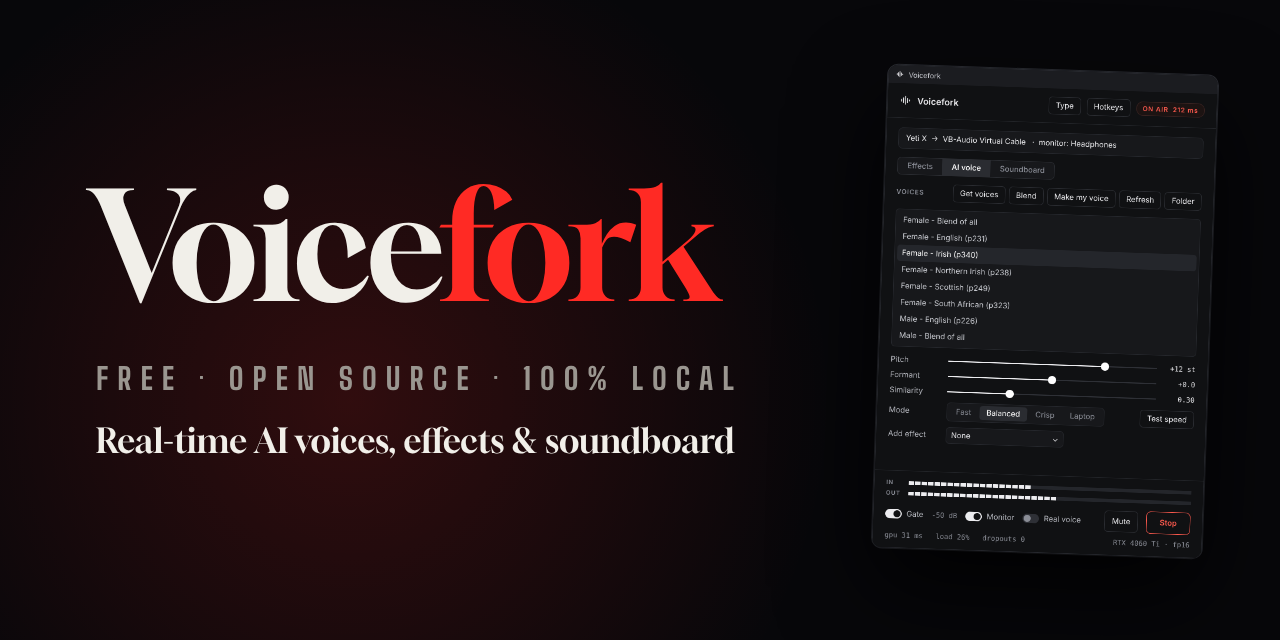 Voicefork
FREE · OPEN SOURCE · 100% LOCAL
Real-time AI voices, effects & soundboard
Voicefork
Voicefork Type Hotkeys ON AIR 212 ms
Yeti X → VB-Audio Virtual Cable · monitor: Headphones
Effects AI voice Soundboard
VOICES Get voices Blend Make my voice Refresh Folder
Female - Blend of all
Female - English (p231)
Female - Irish (p340)
Female - Northern Irish (p238)
Female - Scottish (p249)
Female - South African (p323)
Male - English (p226)
Male - Blend of all
Pitch +12 st
Formant +0.0
Similarity 0.30
Mode Fast Balanced Crisp Laptop Test speed
Add effect None
IN
OUT
Gate -50 dB Monitor Real voice Mute Stop
gpu 31 ms load 26% dropouts 0 RTX 4060 Ti · fp16